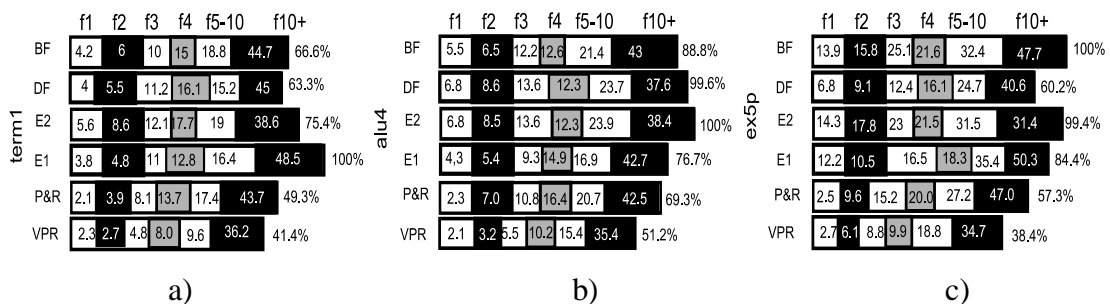 f1 f2 f3 f4 f5-10 f10+
BF 4.2 6 10 15 18.8 44.7 66.6%
DF 4 5.5 11.2 16.1 15.2 45 63.3%
E2 5.6 8.6 12.1 17.7 19 38.6 75.4%
E1 3.8 4.8 11 12.8 16.4 48.5 100%
P&R 2.1 3.9 8.1 13.7 17.4 43.7 49.3%
VPR 2.3 2.7 4.8 8.0 9.6 36.2 41.4%
term1
a)
f1 f2 f3 f4 f5-10 f10+
BF 5.5 6.5 12.2 12.6 21.4 43 88.8%
DF 6.8 8.6 13.6 12.3 23.7 37.6 99.6%
E2 6.8 8.5 13.6 12.3 23.9 38.4 100%
E1 4,3 5.4 9.3 14.9 16.9 42.7 76.7%
P&R 2.3 7.0 10.8 16.4 20.7 42.5 69.3%
VPR 2.1 3.2 5.5 10.2 15.4 35.4 51.2%
alu4
b)
f1 f2 f3 f4 f5-10 f10+
BF 13.9 15.8 25.1 21.6 32.4 47.7 100%
DF 6.8 9.1 12.4 16.1 24.7 40.6 60.2%
E2 14.3 17.8 23 21.5 31.5 31.4 99.4%
E1 12.2 10.5 16.5 18.3 35.4 50.3 84.4%
P&R 2.5 9.6 15.2 20.0 27.2 47.0 57.3%
VPR 2.7 6.1 8.8 9.9 18.8 34.7 38.4%
ex5p
c)